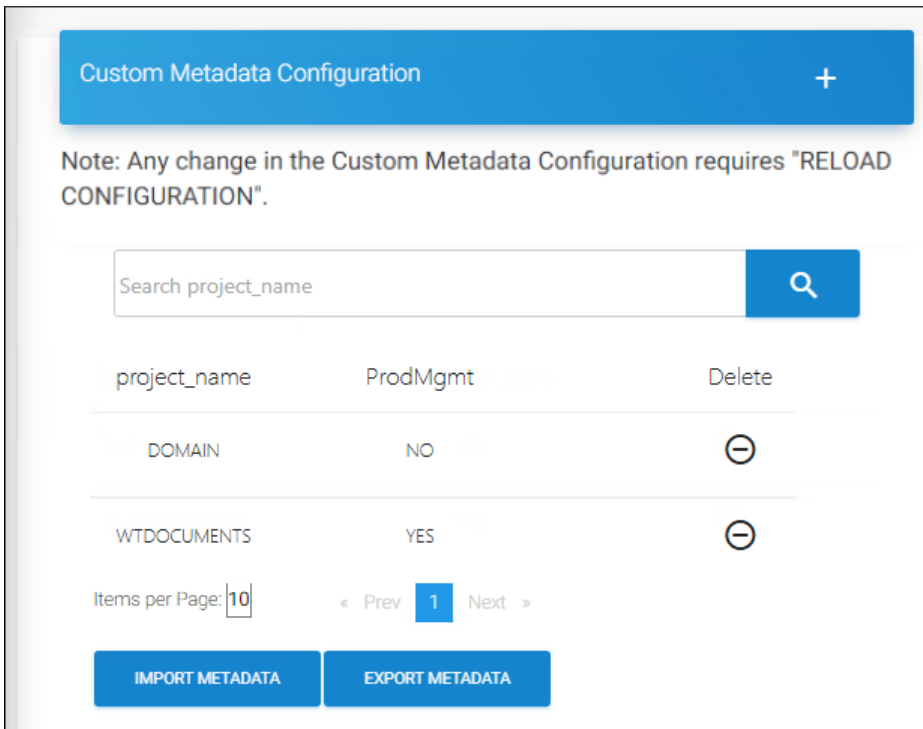 Custom Metadata Configuration +
Note: Any change in the Custom Metadata Configuration requires "RELOAD
CONFIGURATION".
Search project_name
project_name ProdMgmt Delete
DOMAIN NO
WTDOCUMENTS YES
Items per Page: 10 « Prev 1 Next »
IMPORT METADATA EXPORT METADATA